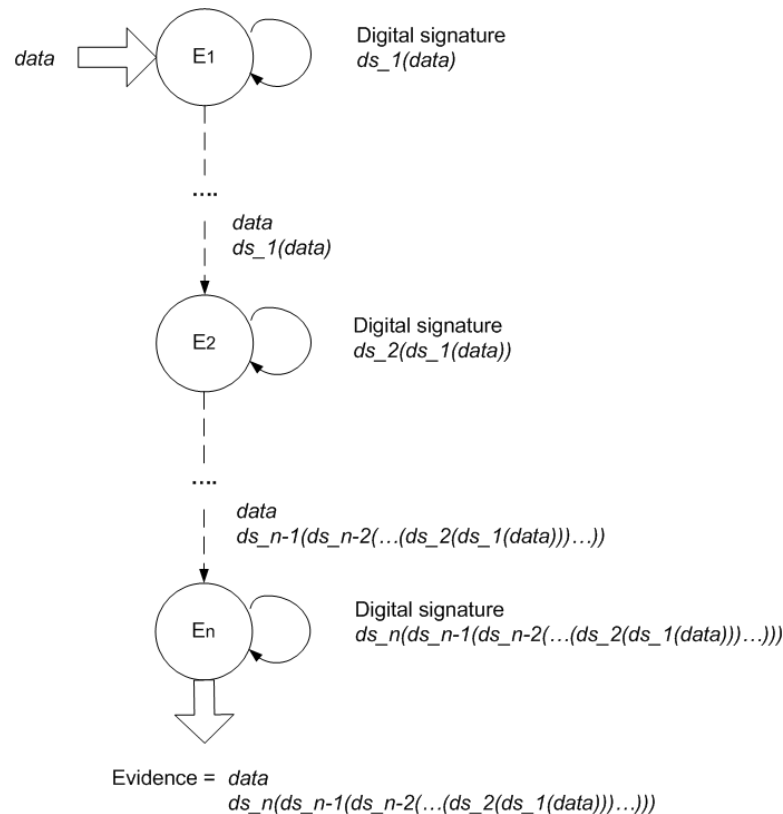 data
E1
Digital signature
ds_1(data)
....
data
ds_1(data)
E2
Digital signature
ds_2(ds_1(data))
....
data
ds_n-1(ds_n-2(…(ds_2(ds_1(data)))…))
En
Digital signature
ds_n(ds_n-1(ds_n-2(…(ds_2(ds_1(data)))…)))
Evidence = data
ds_n(ds_n-1(ds_n-2(…(ds_2(ds_1(data)))…)))